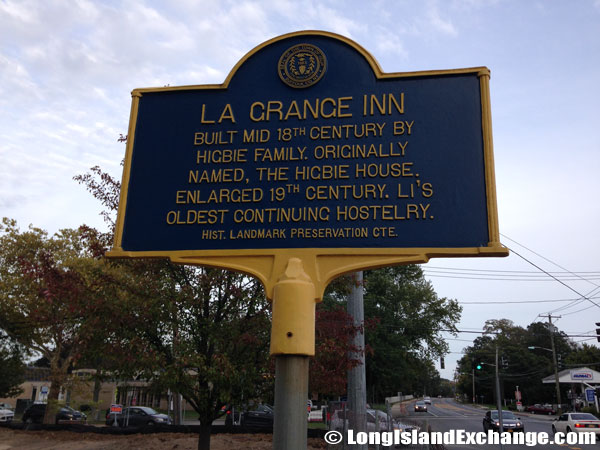 LA GRANGE INN
BUILT MID 18TH CENTURY BY
HIGBIE FAMILY. ORIGINALLY
NAMED, THE HIGBIE HOUSE.
ENLARGED 19TH CENTURY. LI'S
OLDEST CONTINUING HOSTELRY.
HIST. LANDMARK PRESERVATION CTE.
© LongIslandExchange.com